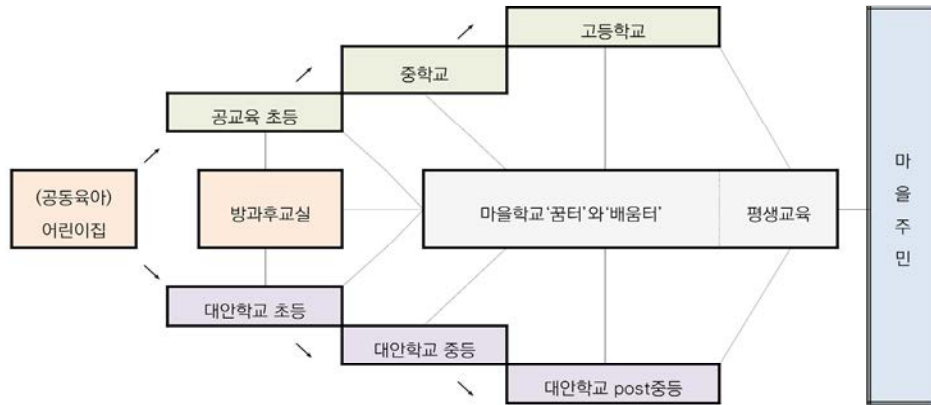 고등학교
중학교
공교육 초등
(공동육아)
어린이집
방과후교실
마을학교‘꿈터’와‘배움터’
평생교육
마
을
주
민
대안학교 초등
대안학교 중등
대안학교 post중등